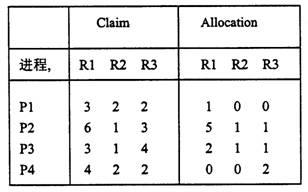 Claim Allocation
进程, R1 R2 R3 R1 R2 R3
P1 3 2 2 1 0 0
P2 6 1 3 5 1 1
P3 3 1 4 2 1 1
P4 4 2 2 0 0 2